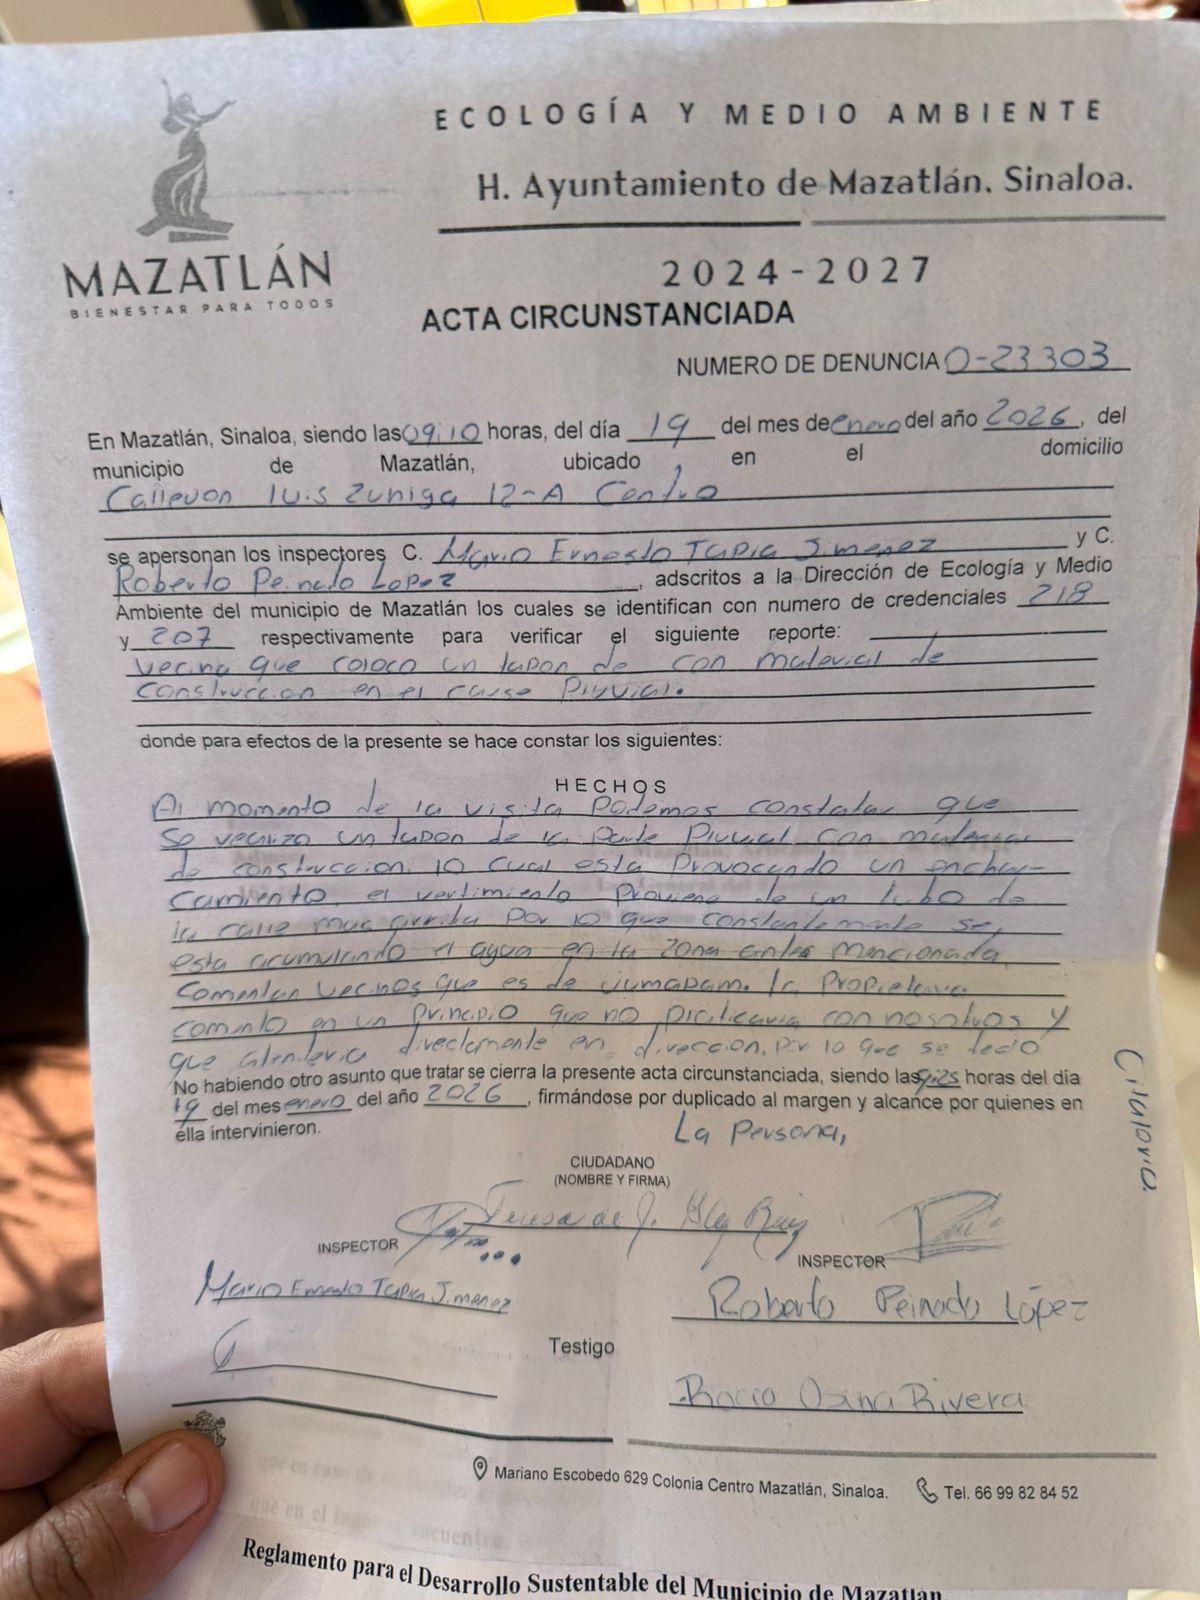 ECOLOGÍA Y MEDIO AMBIENTE
H. Ayuntamiento de Mazatlán. Sinaloa.
MAZATLÁN
BIENESTAR PARA TODOS
2024-2027
ACTA CIRCUNSTANCIADA
NUMERO DE DENUNCIA O-23303
En Mazatlán, Sinaloa, siendo las 09:10 horas, del día 19 del mes de enero del año 2026, del
municipio de Mazatlán, ubicado, en el domicilio
Callejon Luis Zuniga 12-A Centro
se apersonan los inspectores C. Mario Ernesto Tapia Jimenez y C.
Roberto Peinado Lopez, adscritos a la Dirección de Ecología y Medio
Ambiente del municipio de Mazatlán los cuales se identifican con numero de credenciales 218
y 207 respectivamente para verificar el siguiente reporte:
vecina que coloco un tapon de con material de
construccion en el cause Pluvial.
donde para efectos de la presente se hace constar los siguientes:
HECHOS
Al momento de la visita Podemos constatar que
se un tapon de la parte Pluvial con
de construccion, lo cual esta Provocando un enchar-
camiento, el vertimiento Proviene de un tubo de
la calle mas arriba por lo que constantemente se
esta acumulando el agua en la zona antes mencionada,
comentan vecinos que es de Jumapam. la Propietaria
comento en un principio que no platicaria con nosotros y
que atenderia directamente en direccion, por lo que se
No habiendo otro asunto que tratar se cierra la presente acta circunstanciada, siendo las 9:25 horas del día
19 del mes enero del año 2026, firmándose por duplicado al margen y alcance por quienes en
ella intervinieron.
La Persona,
Citatorio.
CIUDADANO
(NOMBRE Y FIRMA)
Teresa de J.
INSPECTOR
INSPECTOR
Mario Ernesto Tapia Jimenez
Roberto Peinado López
Testigo
Rocio Osuna Rivera
Mariano Escobedo 629 Colonia Centro Mazatlán, Sinaloa.
Tel. 66 99 82 84 52
Reglamento para el Desarrollo Sustentable del Municipio de Mazatlan.